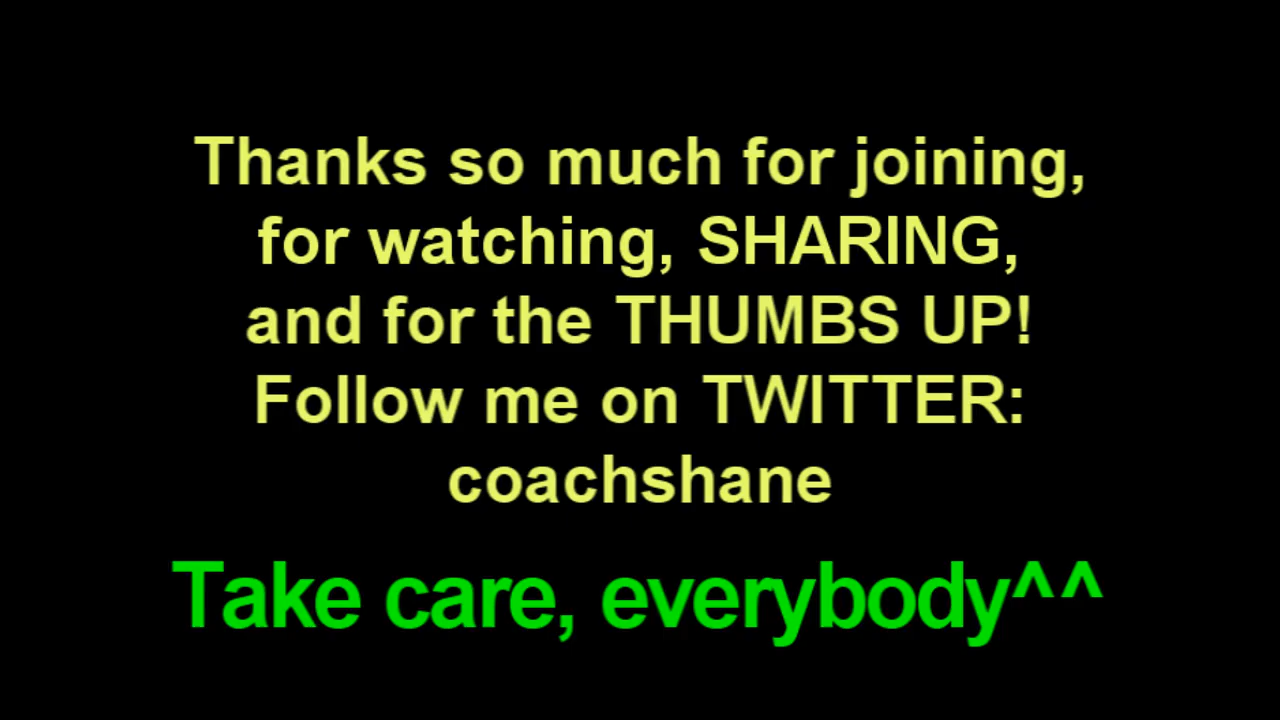 Thanks so much for joining,
for watching, SHARING,
and for the THUMBS UP!
Follow me on TWITTER:
coachshane
Take care, everybody^^